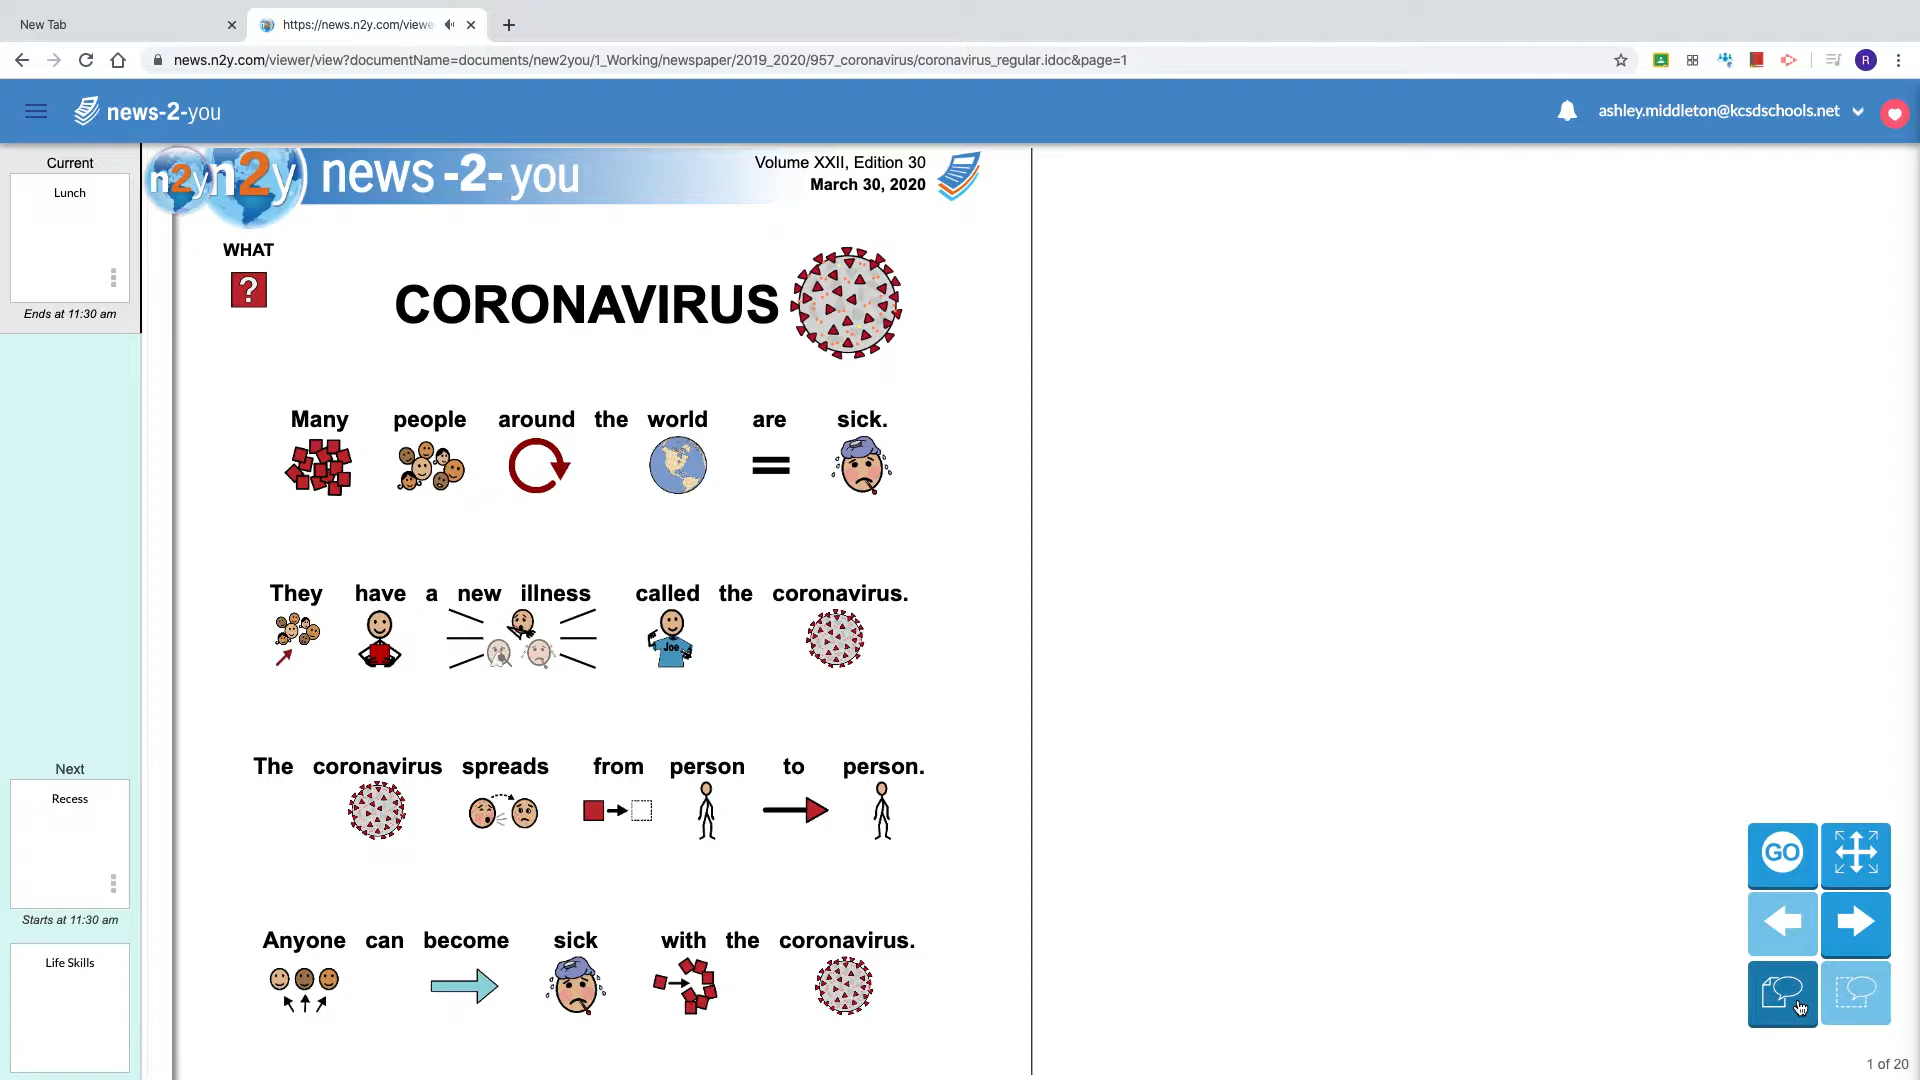 New Tab
https://news.n2y.com/viewe
news.n2y.com/viewer/view?documentName=documents/new2you/1_Working/newspaper/2019_2020/957_coronavirus/coronavirus_regular.idoc&page=1
R
news-2-you
ashley.middleton@kcsdschools.net
Current
Lunch
Ends at 11:30 am
Next
Recess
Starts at 11:30 am
Life Skills
n2y n2y news -2- you
Volume XXII, Edition 30
March 30, 2020
WHAT
?
CORONAVIRUS
Many people around the world are sick.
They have a new illness called the coronavirus.
Joe
The coronavirus spreads from person to person.
Anyone can become sick with the coronavirus.
GO
1 of 20